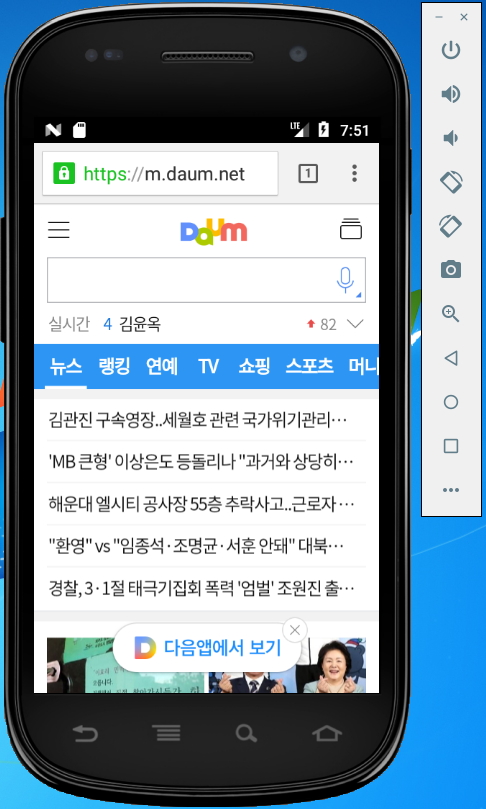 LTE 7:51
https://m.daum.net 1
Daum
실시간 4 김윤옥 82
뉴스 랭킹 연예 TV 쇼핑 스포츠 머니
김관진 구속영장..세월호 관련 국가위기관리…
'MB 큰형' 이상은도 등돌리나 "과거와 상당히…
해운대 엘시티 공사장 55층 추락사고..근로자…
"환영" vs "임종석·조명균·서훈 안돼" 대북…
경찰, 3·1절 태극기집회 폭력 '엄벌' 조원진 출…
다음앱에서 보기